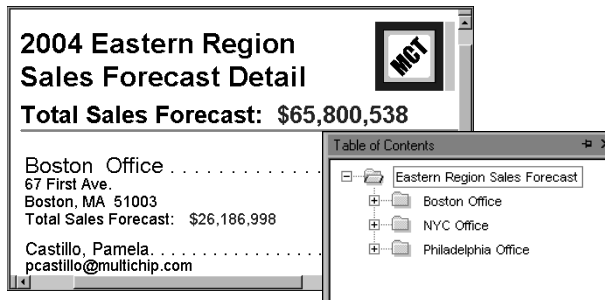 2004 Eastern Region
Sales Forecast Detail
MCT
Total Sales Forecast: $65,800,538
Boston Office . . . . . . . . . . . . .
67 First Ave.
Boston, MA 51003
Total Sales Forecast: $26,186,998
Castillo, Pamela. . . . . . . . . . . . . . .
pcastillo@multichip.com
Table of Contents
Eastern Region Sales Forecast
Boston Office
NYC Office
Philadelphia Office